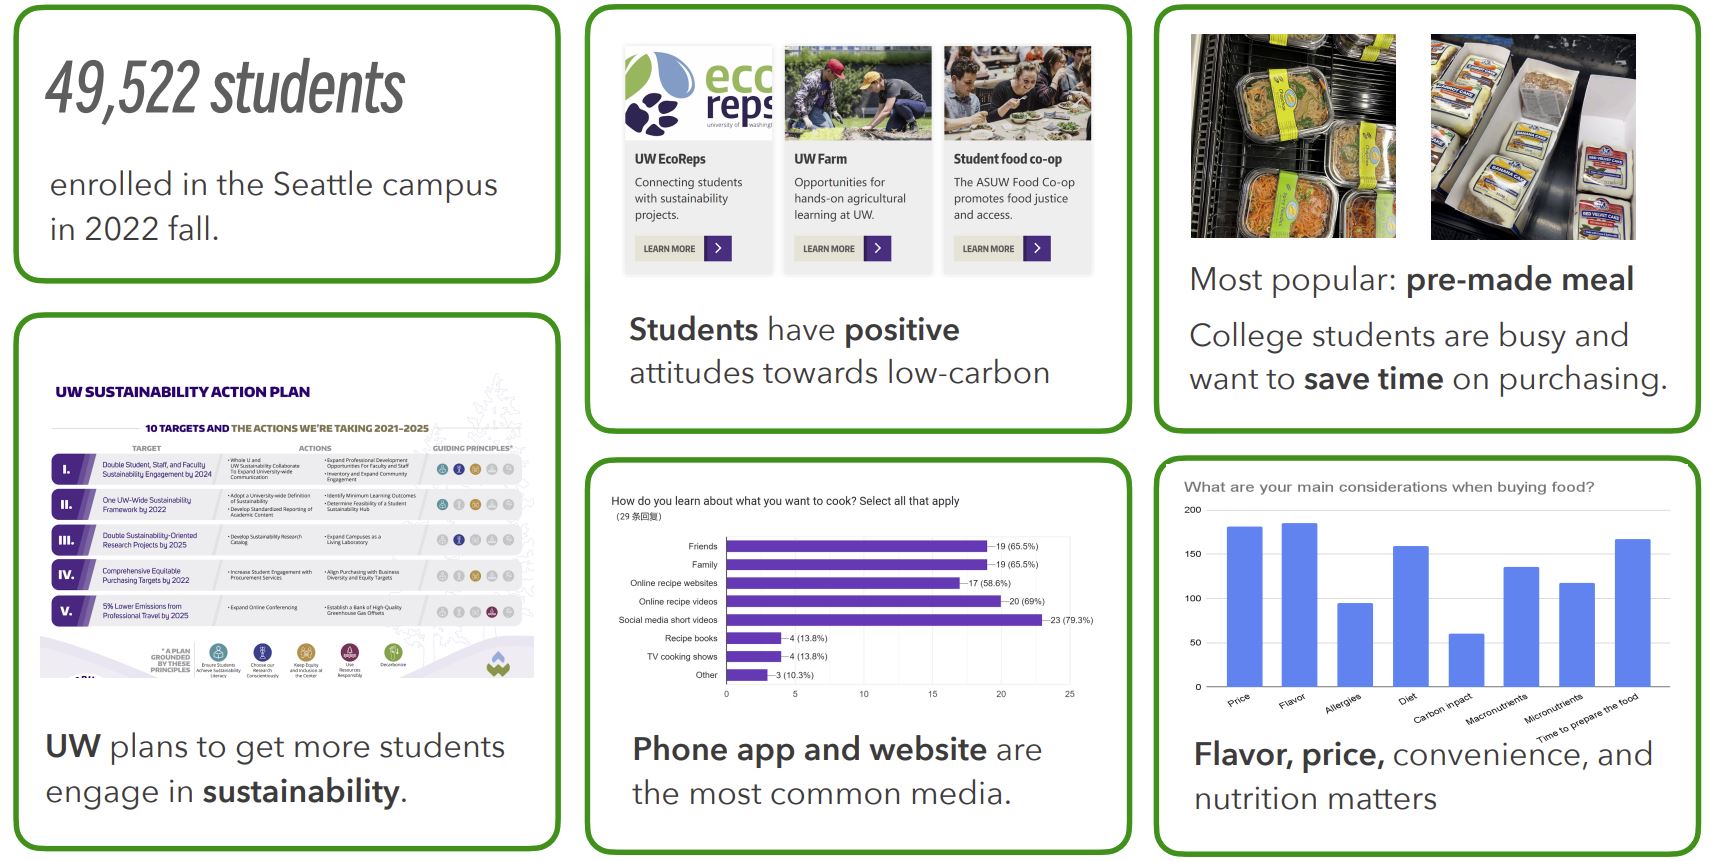 49,522 students
enrolled in the Seattle campus
in 2022 fall.
UW SUSTAINABILITY ACTION PLAN
10 TARGETS AND THE ACTIONS WE'RE TAKING 2021-2025
TARGET ACTIONS GUIDING PRINCIPLES*
I.
Double Student, Staff, and Faculty
Sustainability Engagement by 2024
• Whole U and
UW Sustainability Collaborate
To Expand University-wide
Communication
• Expand Professional Development
Opportunities For Faculty and Staff
• Inventory and Expand Community
Engagement
II.
One UW-Wide Sustainability
Framework by 2022
• Adopt a University-wide Definition
of Sustainability
• Develop Standardized Reporting of
Academic Content
• Identify Minimum Learning Outcomes
• Determine Feasibility of a Student
Sustainability Hub
III.
Double Sustainability-Oriented
Research Projects by 2025
• Develop Sustainability Research
Catalog
• Expand Campuses as a
Living Laboratory
IV.
Comprehensive Equitable
Purchasing Targets by 2022
• Increase Student Engagement with
Procurement Services
• Align Purchasing with Business
Diversity and Equity Targets
V.
5% Lower Emissions from
Professional Travel by 2025
• Expand Online Conferencing
• Establish a Bank of High-Quality
Greenhouse Gas Offsets
* A PLAN
GROUNDED
BY THESE
PRINCIPLES
Ensure Students
Achieve Sustainability
Literacy
Choose our
Research
Conscientiously
Keep Equity
and Inclusion at
the Center
Use
Resources
Responsibly
Decarbonize
UW plans to get more students
engage in sustainability.
eco
reps
university of washingt
UW EcoReps
Connecting students
with sustainability
projects.
LEARN MORE
UW Farm
Opportunities for
hands-on agricultural
learning at UW.
LEARN MORE
Student food co-op
The ASUW Food Co-op
promotes food justice
and access.
LEARN MORE
Students have positive
attitudes towards low-carbon
How do you learn about what you want to cook? Select all that apply
(29 条回复)
Friends 19 (65.5%)
Family 19 (65.5%)
Online recipe websites 17 (58.6%)
Online recipe videos 20 (69%)
Social media short videos 23 (79.3%)
Recipe books 4 (13.8%)
TV cooking shows 4 (13.8%)
Other 3 (10.3%)
0 5 10 15 20 25
Phone app and website are
the most common media.
BANANA CAKE
BANANA CAKE
RED VELVET CAKE
RED VELVET CAKE
Most popular: pre-made meal
College students are busy and
want to save time on purchasing.
What are your main considerations when buying food?
200
150
100
50
0
Price
Flavor
Allergies
Diet
Carbon inpact
Macronutrients
Micronutrients
Time to prepare the food
Flavor, price, convenience, and
nutrition matters